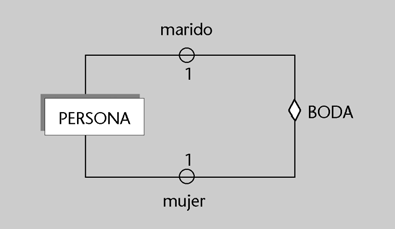 marido
1
PERSONA
BODA
1
mujer